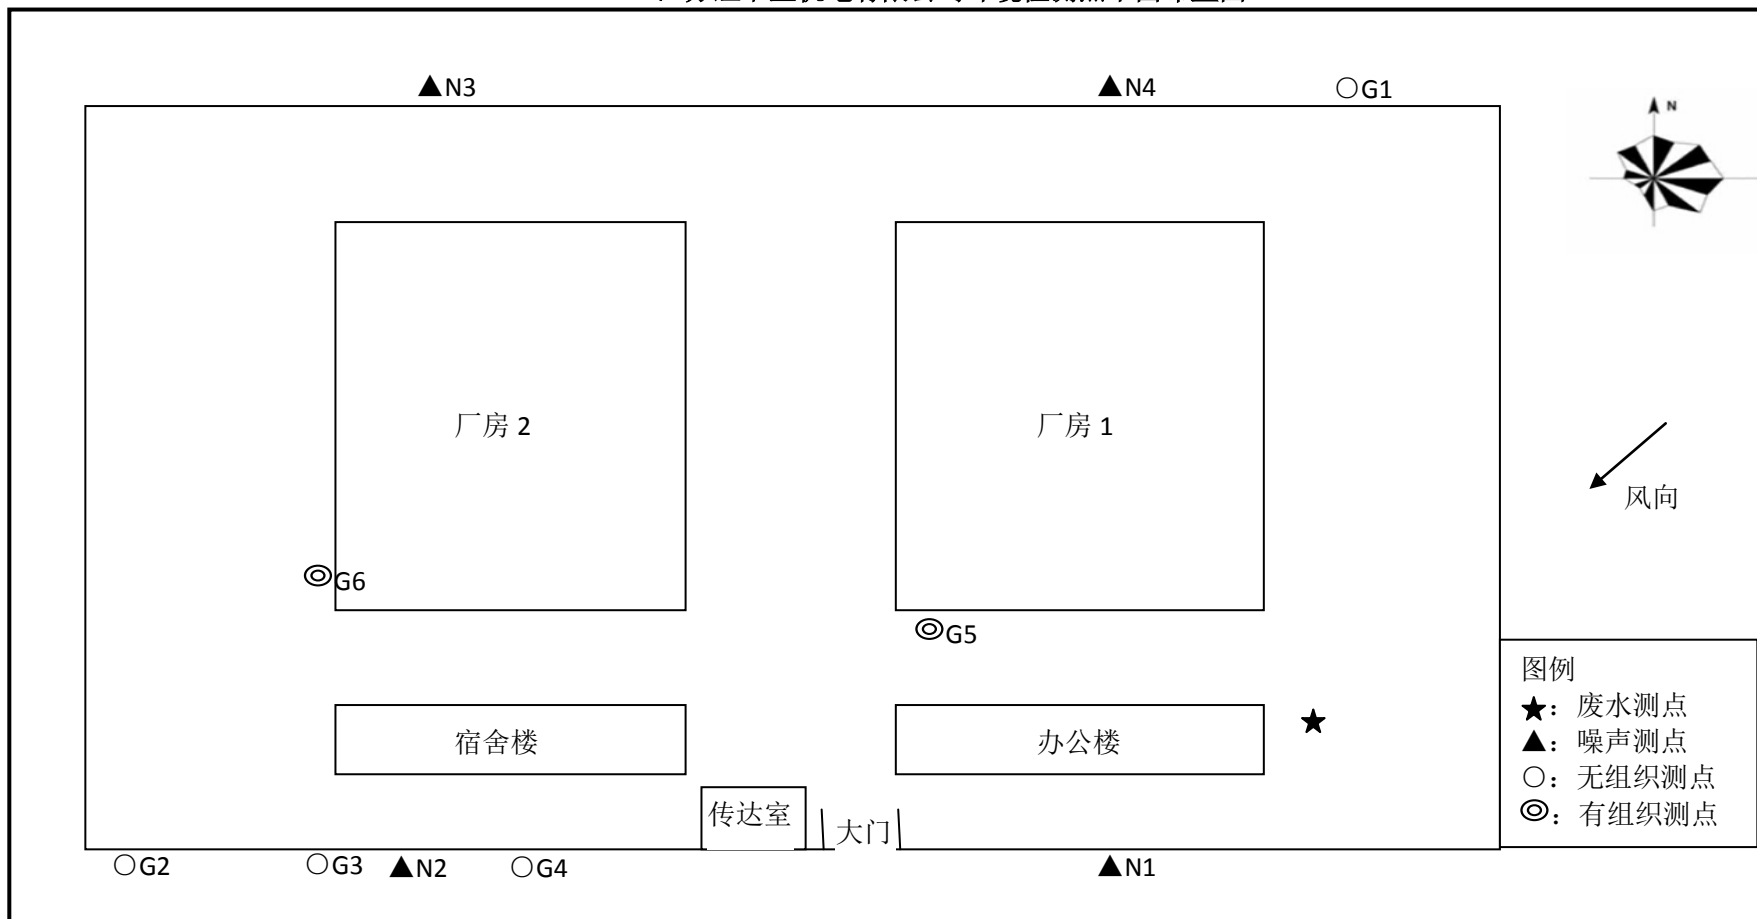 ▲N3
▲N4
○G1
N
厂房 2
厂房 1
风向
◎G6
◎G5
图例
★：废水测点
▲：噪声测点
○：无组织测点
◎：有组织测点
宿舍楼
办公楼
★
传达室
大门
○G2
○G3
▲N2
○G4
▲N1